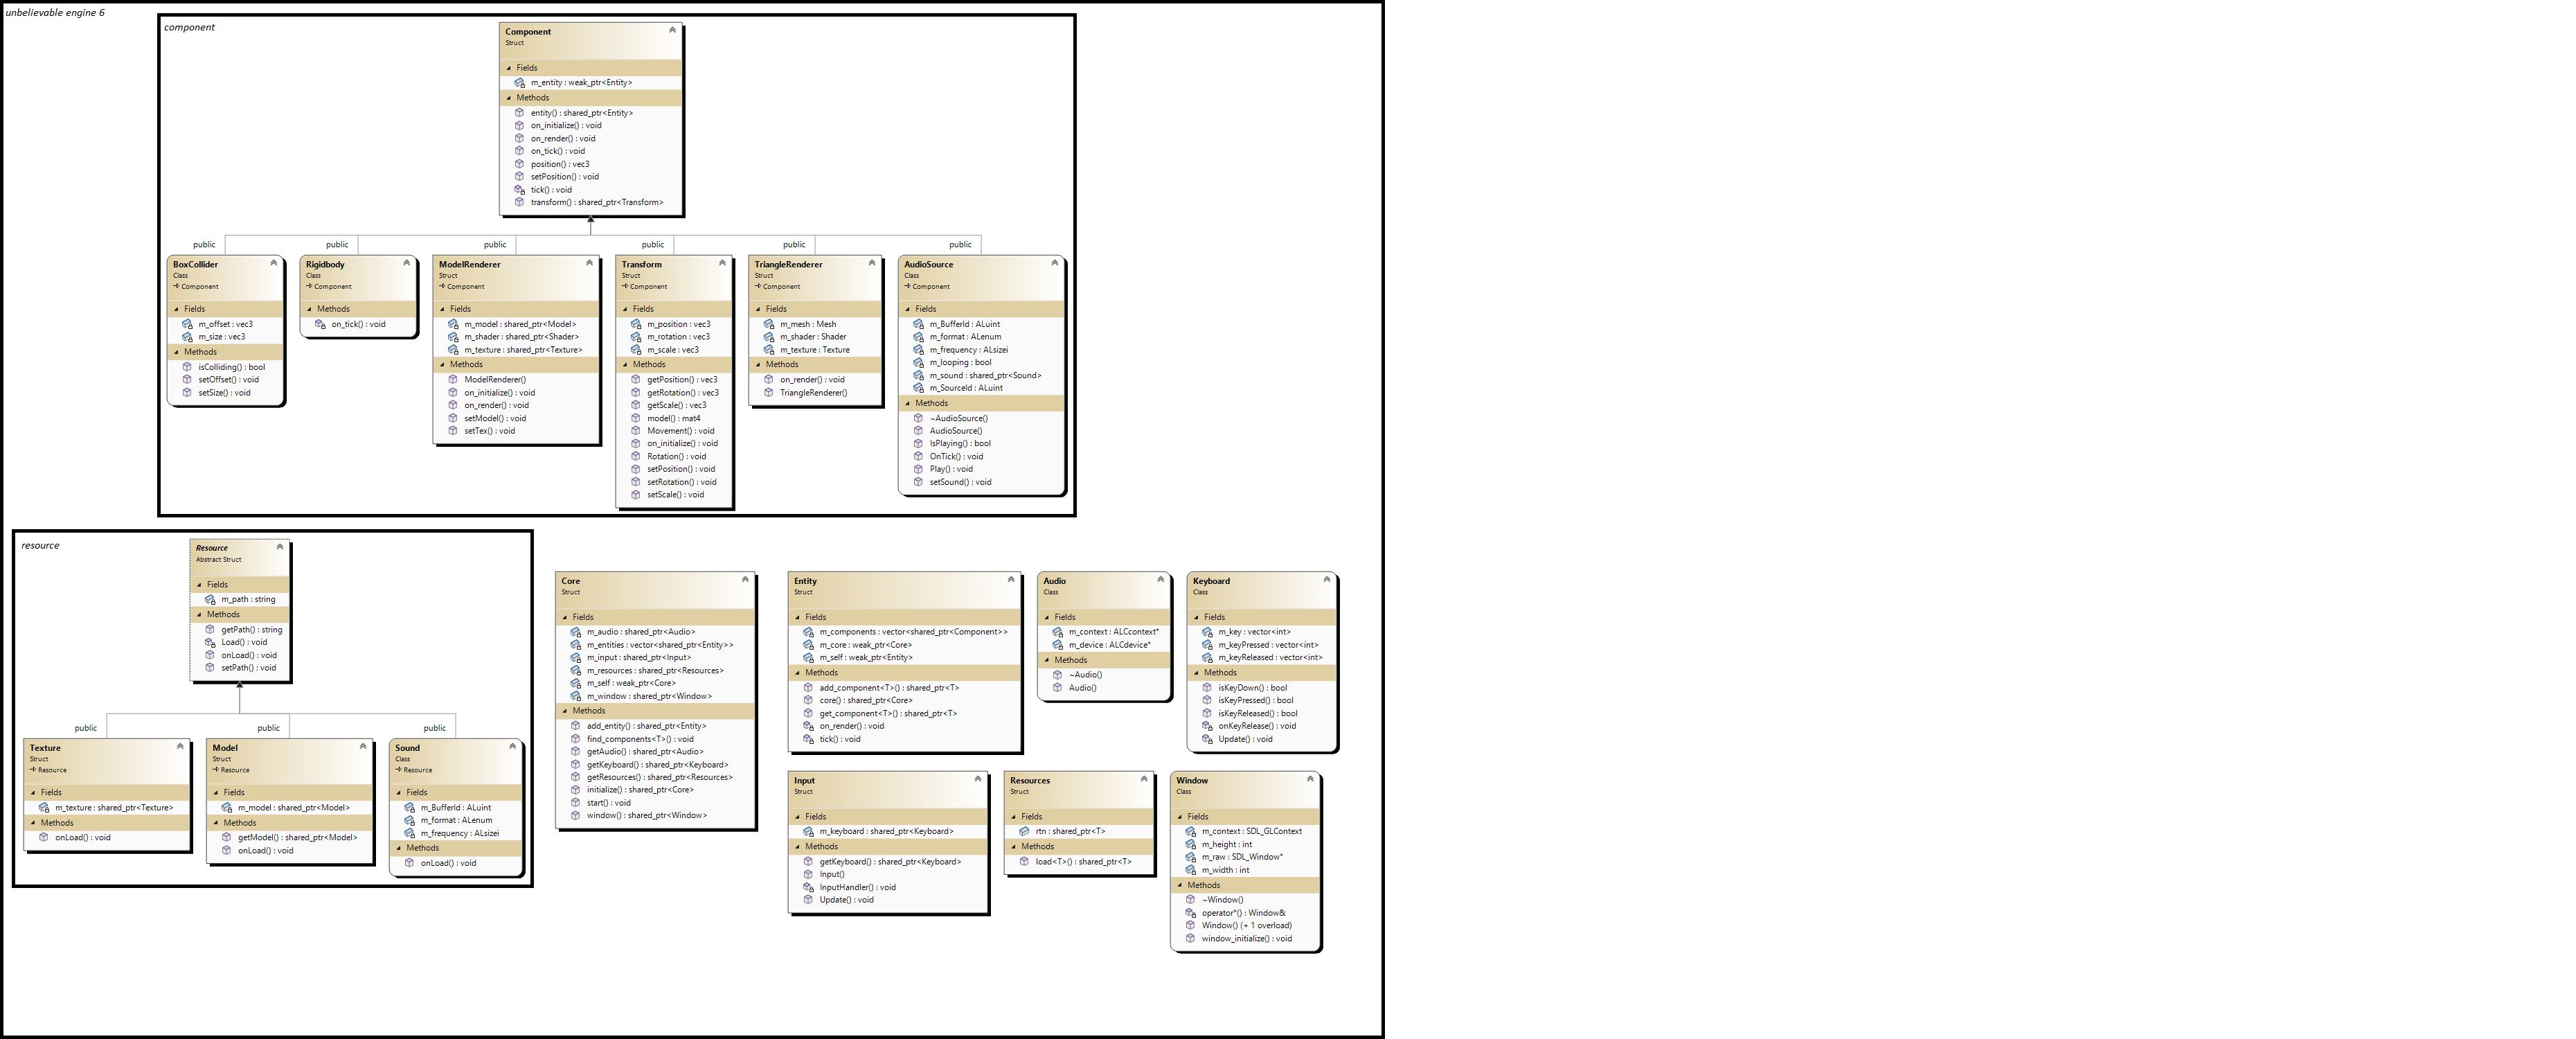 unbelievable engine 6
component
Component
Struct
Fields
m_entity : weak_ptr<Entity>
Methods
entity() : shared_ptr<Entity>
on_initialize() : void
on_render() : void
on_tick() : void
position() : vec3
setPosition() : void
tick() : void
transform() : shared_ptr<Transform>
public
public
public
public
public
public
BoxCollider
Class
Component
Fields
m_offset : vec3
m_size : vec3
Methods
isColliding() : bool
setOffset() : void
setSize() : void
Rigidbody
Class
Component
Methods
on_tick() : void
ModelRenderer
Struct
Component
Fields
m_model : shared_ptr<Model>
m_shader : shared_ptr<Shader>
m_texture : shared_ptr<Texture>
Methods
ModelRenderer()
on_initialize() : void
on_render() : void
setModel() : void
setTex() : void
Transform
Struct
Component
Fields
m_position : vec3
m_rotation : vec3
m_scale : vec3
Methods
getPosition() : vec3
getRotation() : vec3
getScale() : vec3
model() : mat4
Movement() : void
on_initialize() : void
Rotation() : void
setPosition() : void
setRotation() : void
setScale() : void
TriangleRenderer
Struct
Component
Fields
m_mesh : Mesh
m_shader : Shader
m_texture : Texture
Methods
on_render() : void
TriangleRenderer()
AudioSource
Class
Component
Fields
m_BufferId : ALuint
m_format : ALenum
m_frequency : ALsizei
m_looping : bool
m_sound : shared_ptr<Sound>
m_SourceId : ALuint
Methods
~AudioSource()
AudioSource()
IsPlaying() : bool
OnTick() : void
Play() : void
setSound() : void
resource
Resource
Abstract Struct
Fields
m_path : string
Methods
getPath() : string
Load() : void
onLoad() : void
setPath() : void
public
public
public
Texture
Struct
Resource
Fields
m_texture : shared_ptr<Texture>
Methods
onLoad() : void
Model
Struct
Resource
Fields
m_model : shared_ptr<Model>
Methods
getModel() : shared_ptr<Model>
onLoad() : void
Sound
Class
Resource
Fields
m_BufferId : ALuint
m_format : ALenum
m_frequency : ALsizei
Methods
onLoad() : void
Core
Struct
Fields
m_audio : shared_ptr<Audio>
m_entities : vector<shared_ptr<Entity>>
m_input : shared_ptr<Input>
m_resources : shared_ptr<Resources>
m_self : weak_ptr<Core>
m_window : shared_ptr<Window>
Methods
add_entity() : shared_ptr<Entity>
find_components<T>() : void
getAudio() : shared_ptr<Audio>
getKeyboard() : shared_ptr<Keyboard>
getResources() : shared_ptr<Resources>
initialize() : shared_ptr<Core>
start() : void
window() : shared_ptr<Window>
Entity
Struct
Fields
m_components : vector<shared_ptr<Component>>
m_core : weak_ptr<Core>
m_self : weak_ptr<Entity>
Methods
add_component<T>() : shared_ptr<T>
core() : shared_ptr<Core>
get_component<T>() : shared_ptr<T>
on_render() : void
tick() : void
Audio
Class
Fields
m_context : ALCcontext*
m_device : ALCdevice*
Methods
~Audio()
Audio()
Keyboard
Class
Fields
m_key : vector<int>
m_keyPressed : vector<int>
m_keyReleased : vector<int>
Methods
isKeyDown() : bool
isKeyPressed() : bool
isKeyReleased() : bool
onKeyRelease() : void
Update() : void
Input
Struct
Fields
m_keyboard : shared_ptr<Keyboard>
Methods
getKeyboard() : shared_ptr<Keyboard>
Input()
InputHandler() : void
Update() : void
Resources
Struct
Fields
rtn : shared_ptr<T>
Methods
load<T>() : shared_ptr<T>
Window
Class
Fields
m_context : SDL_GLContext
m_height : int
m_raw : SDL_Window*
m_width : int
Methods
~Window()
operator*() : Window&
Window() (+ 1 overload)
window_initialize() : void